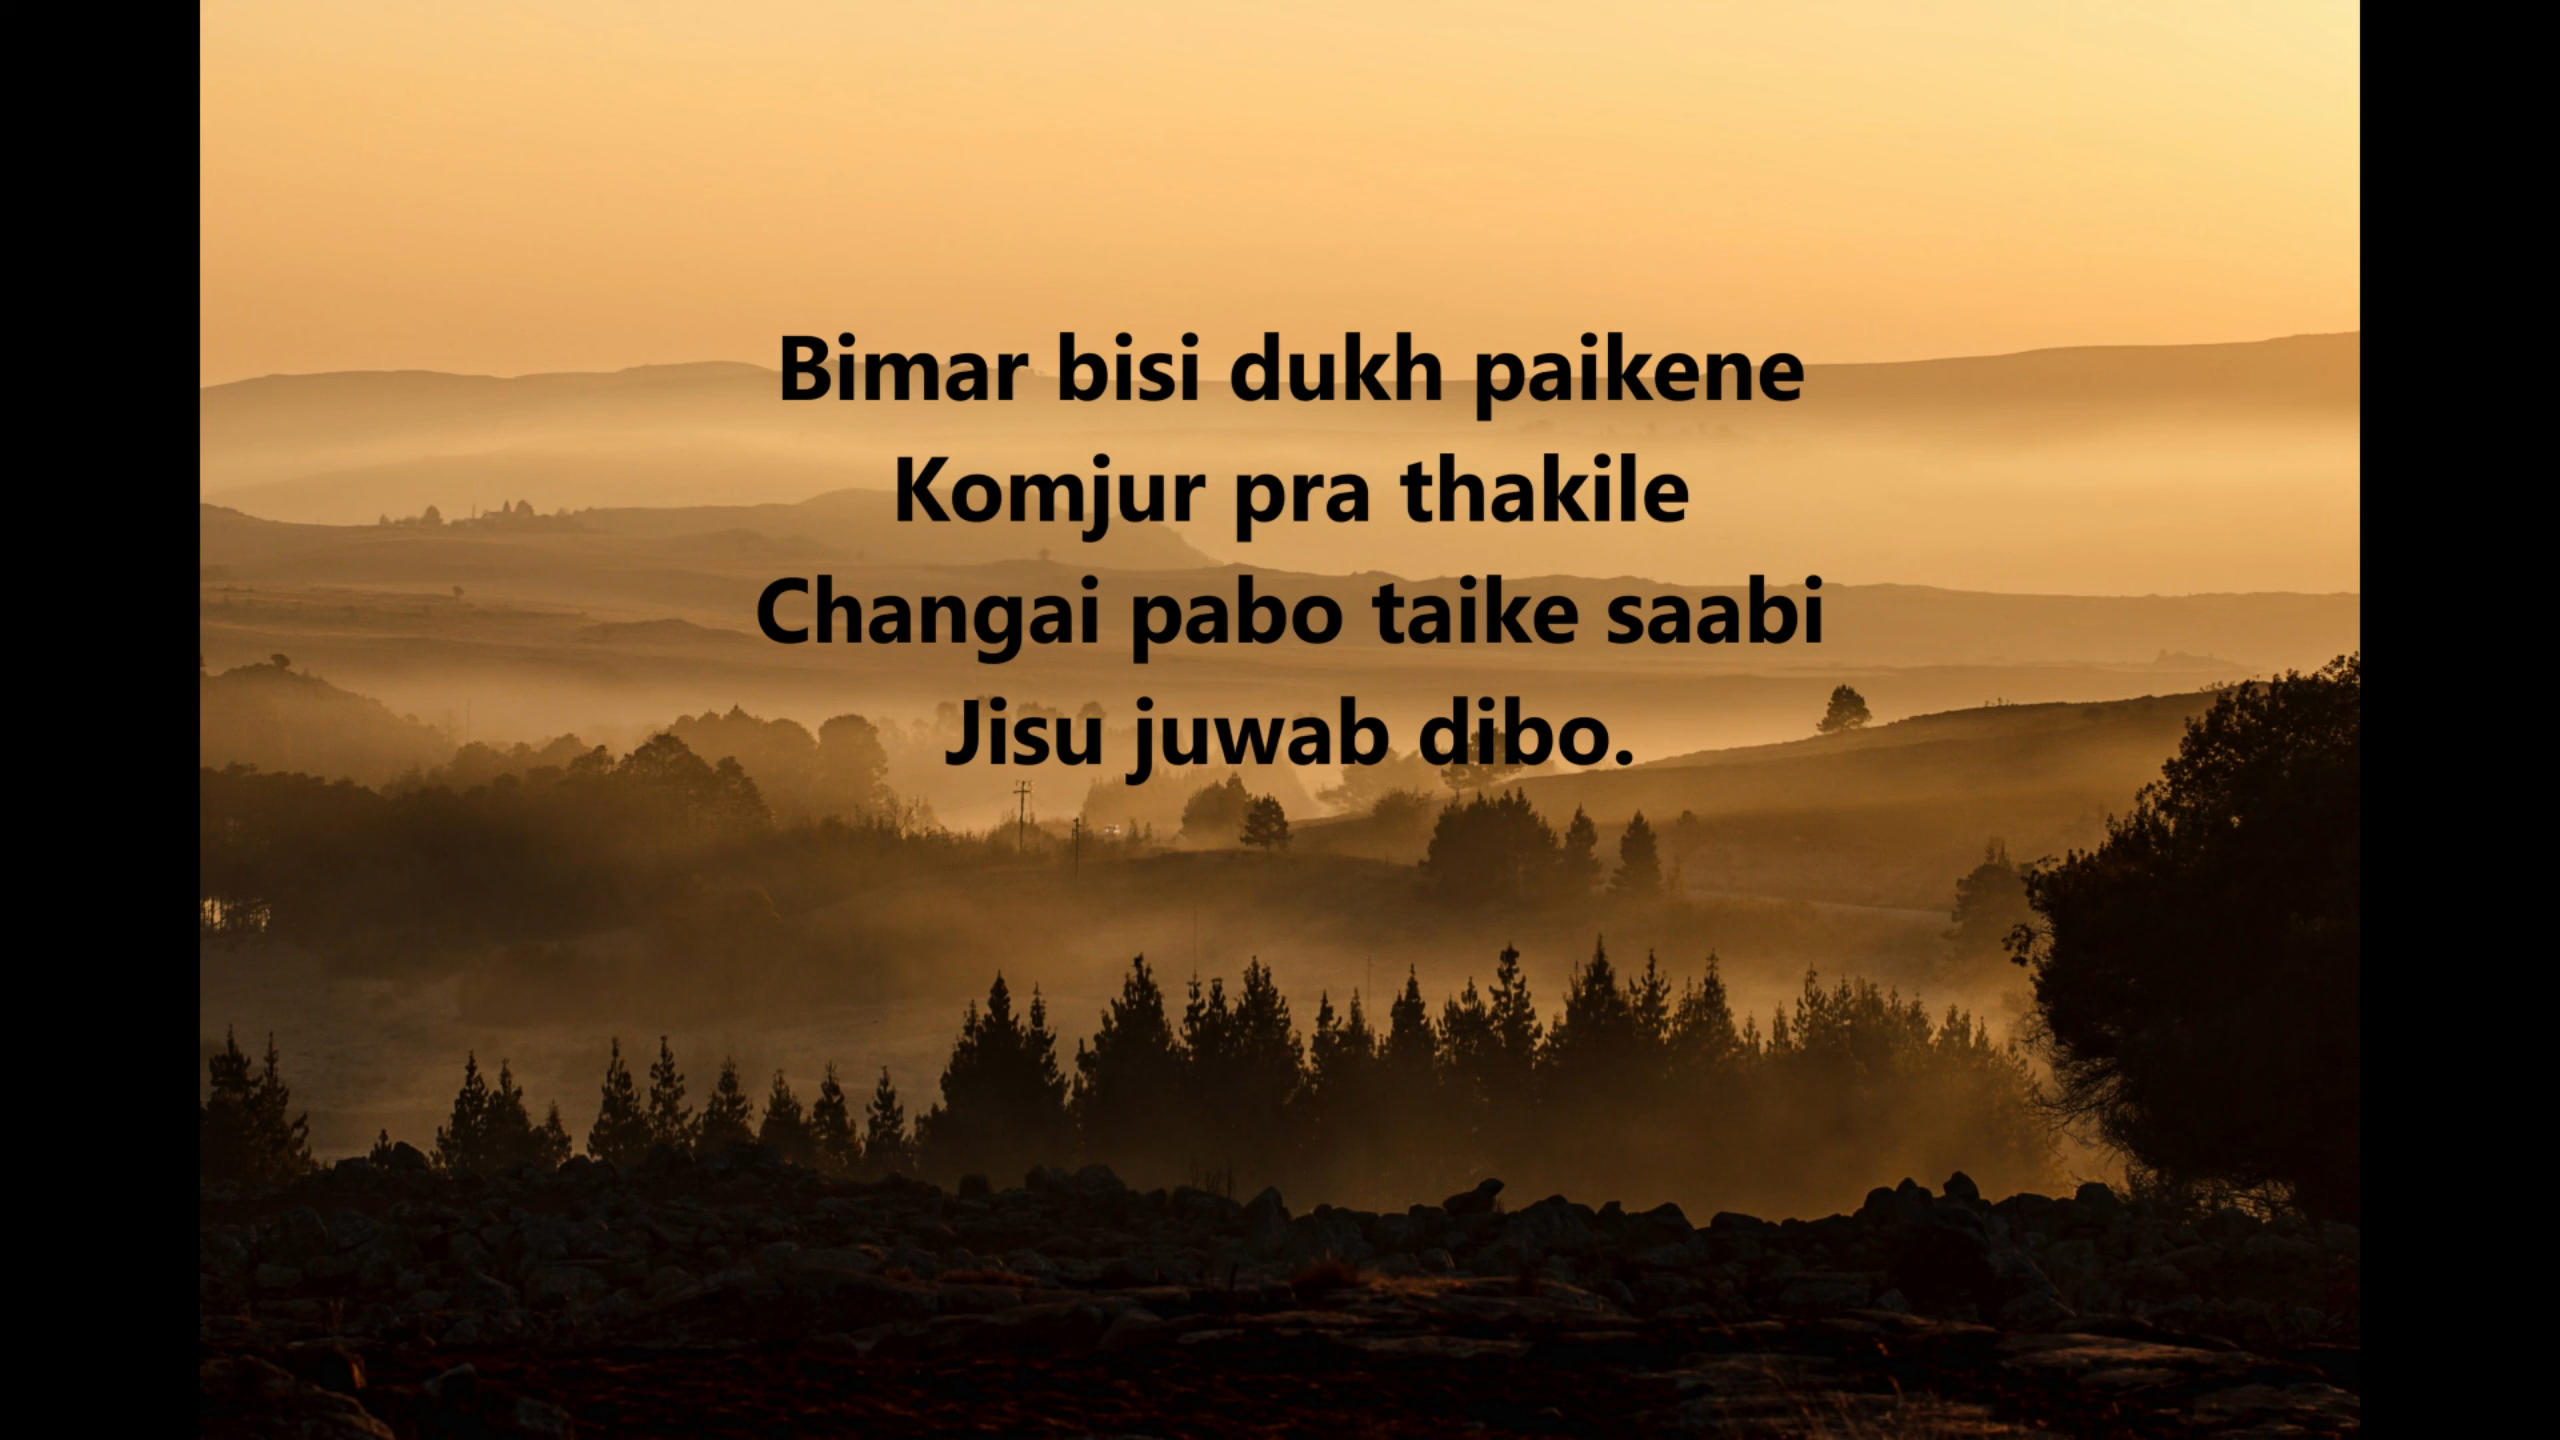 Bimar bisi dukh paikene
Komjur pra thakile
Changai pabo taike saabi
Jisu juwab dibo.